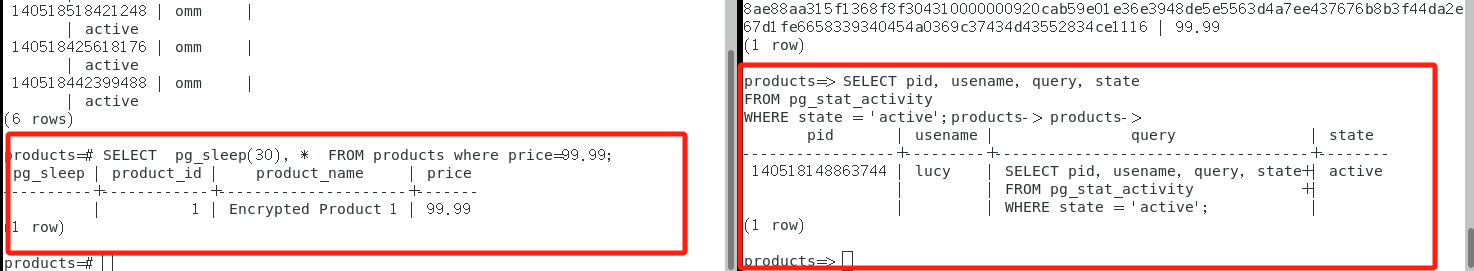 140518518421248 | omm     |
       | active
140518425618176 | omm     |
       | active
140518442399488 | omm     |
       | active
(6 rows)
products=# SELECT  pg_sleep(30), *  FROM products where price=99.99;
pg_sleep | product_id |    product_name    | price
----------+------------+--------------------+-------
          |          1 | Encrypted Product 1 | 99.99
1 row)
products=#
8ae88aa315f1368f8f304310000000920cab59e01e36e3948de5e5563d4a7ee437676b8b3f44da2e
67d1fe6658339340454a0369c37434d43552834ce1116 | 99.99
(1 row)
products=> SELECT pid, usename, query, state
FROM pg_stat_activity
WHERE state = 'active';products-> products->
       pid       | usename |               query               | state
-----------------+---------+-----------------------------------+--------
 140518148863744 | lucy    | SELECT pid, usename, query, state+| active
                 |         | FROM pg_stat_activity            +|
                 |         | WHERE state = 'active';           |
(1 row)
products=>